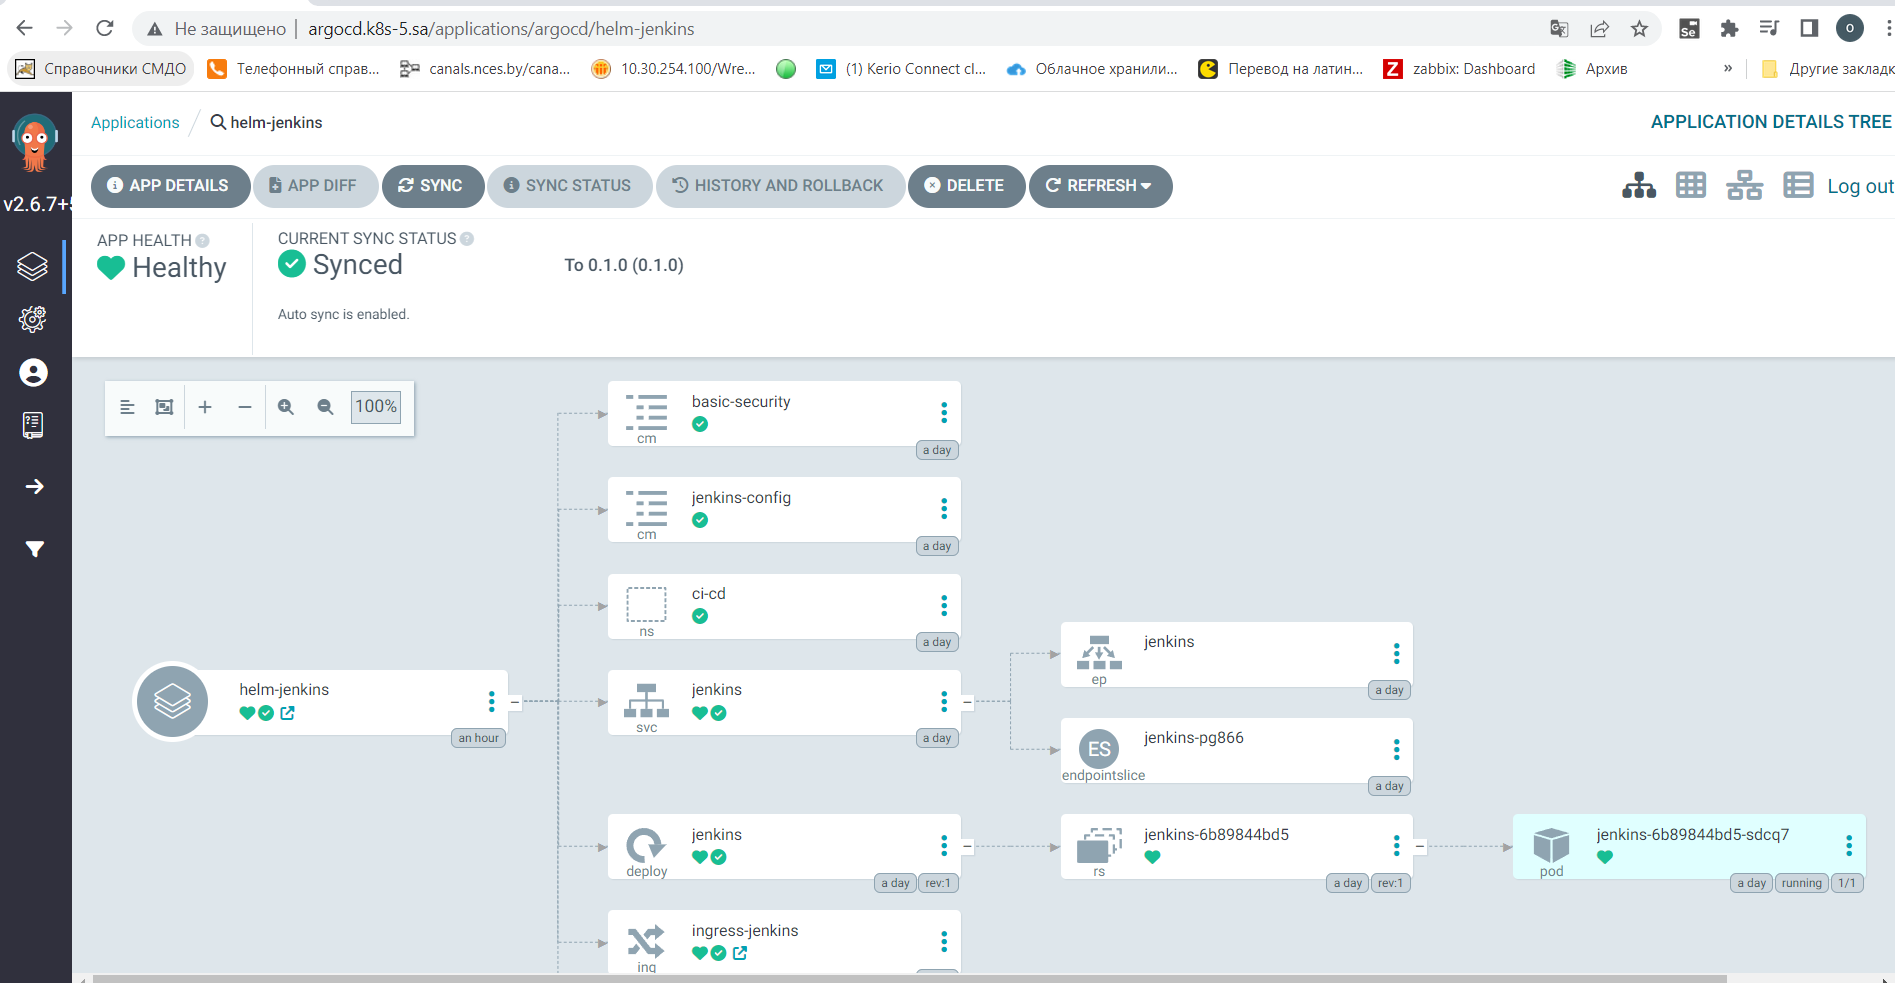 Не защищено | argocd.k8s-5.sa/applications/argocd/helm-jenkins
Se
O
Справочники СМДО
Телефонный справ...
canals.nces.by/cana...
10.30.254.100/Wre...
(1) Kerio Connect cl...
Облачное хранили...
Перевод на латин...
Z
zabbix: Dashboard
Архив
»
Другие закладк
Applications / helm-jenkins
APPLICATION DETAILS TREE
APP DETAILS
APP DIFF
SYNC
SYNC STATUS
HISTORY AND ROLLBACK
DELETE
REFRESH
Log out
v2.6.7+5
APP HEALTH
Healthy
CURRENT SYNC STATUS
Synced
To 0.1.0 (0.1.0)
Auto sync is enabled.
100%
basic-security
cm
a day
jenkins-config
cm
a day
ci-cd
ns
a day
helm-jenkins
an hour
jenkins
svc
a day
jenkins
ep
a day
ES
jenkins-pg866
endpointslice
a day
jenkins
deploy
a day
rev:1
jenkins-6b89844bd5
rs
a day
rev:1
jenkins-6b89844bd5-sdcq7
pod
a day
running
1/1
ingress-jenkins
ing